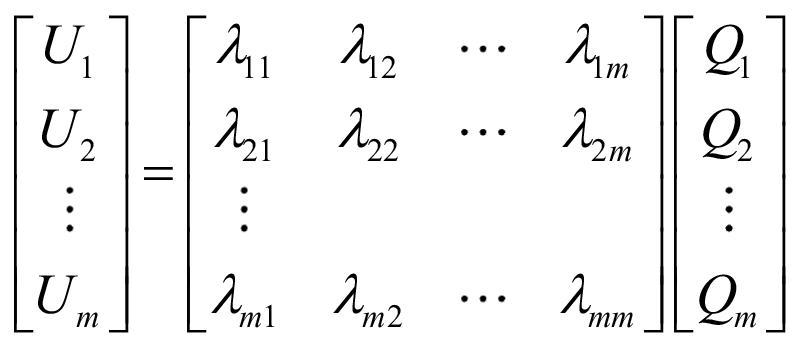 [U₁] = [λ₁₁ λ₁₂ ⋯ λ₁ₘ] [Q₁]
[U₂] [λ₂₁ λ₂₂ ⋯ λ₂ₘ] [Q₂]
[⋮] [⋮] [⋮]
[Uₘ] [λₘ₁ λₘ₂ ⋯ λₘₘ] [Qₘ]